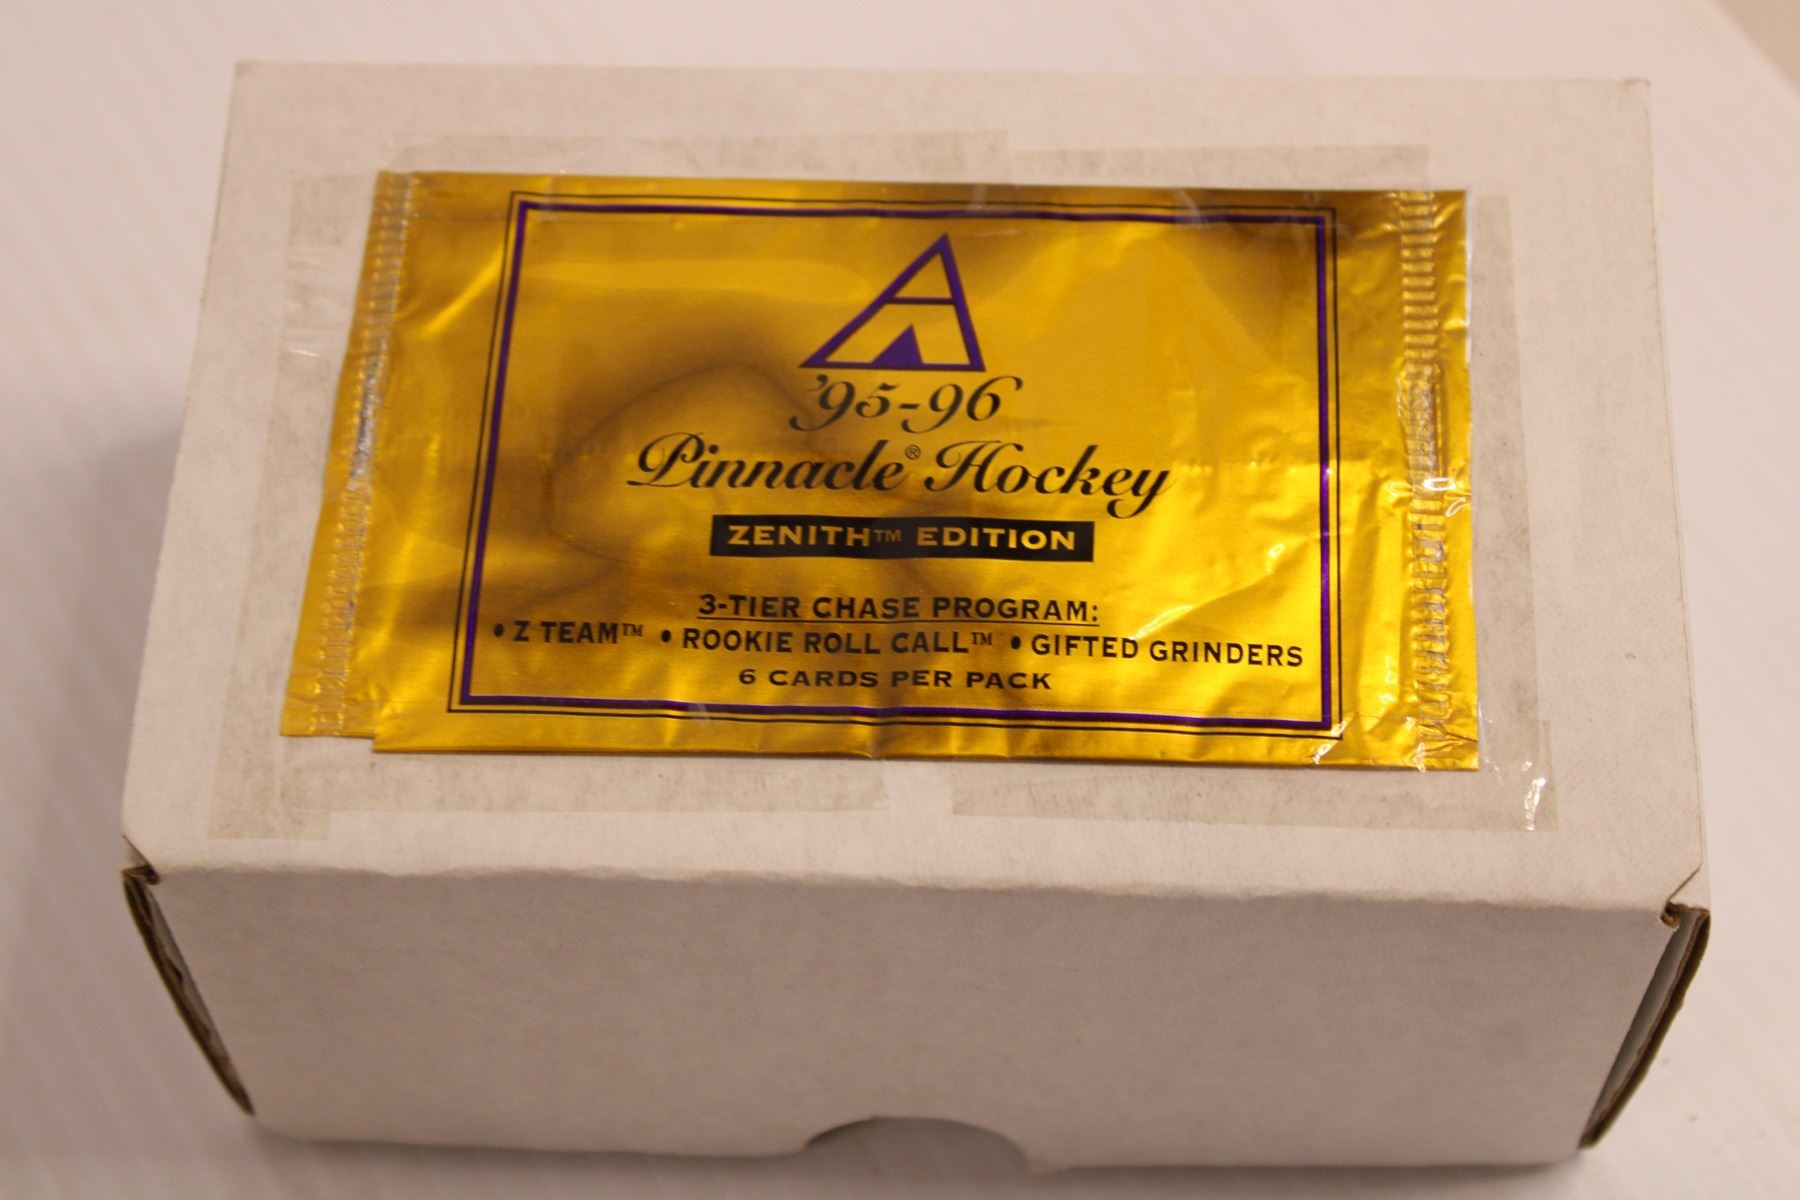 '95-96
Pinnacle® Hockey
ZENITH™ EDITION
3-TIER CHASE PROGRAM:
• Z TEAM™ • ROOKIE ROLL CALL™ • GIFTED GRINDERS
6 CARDS PER PACK